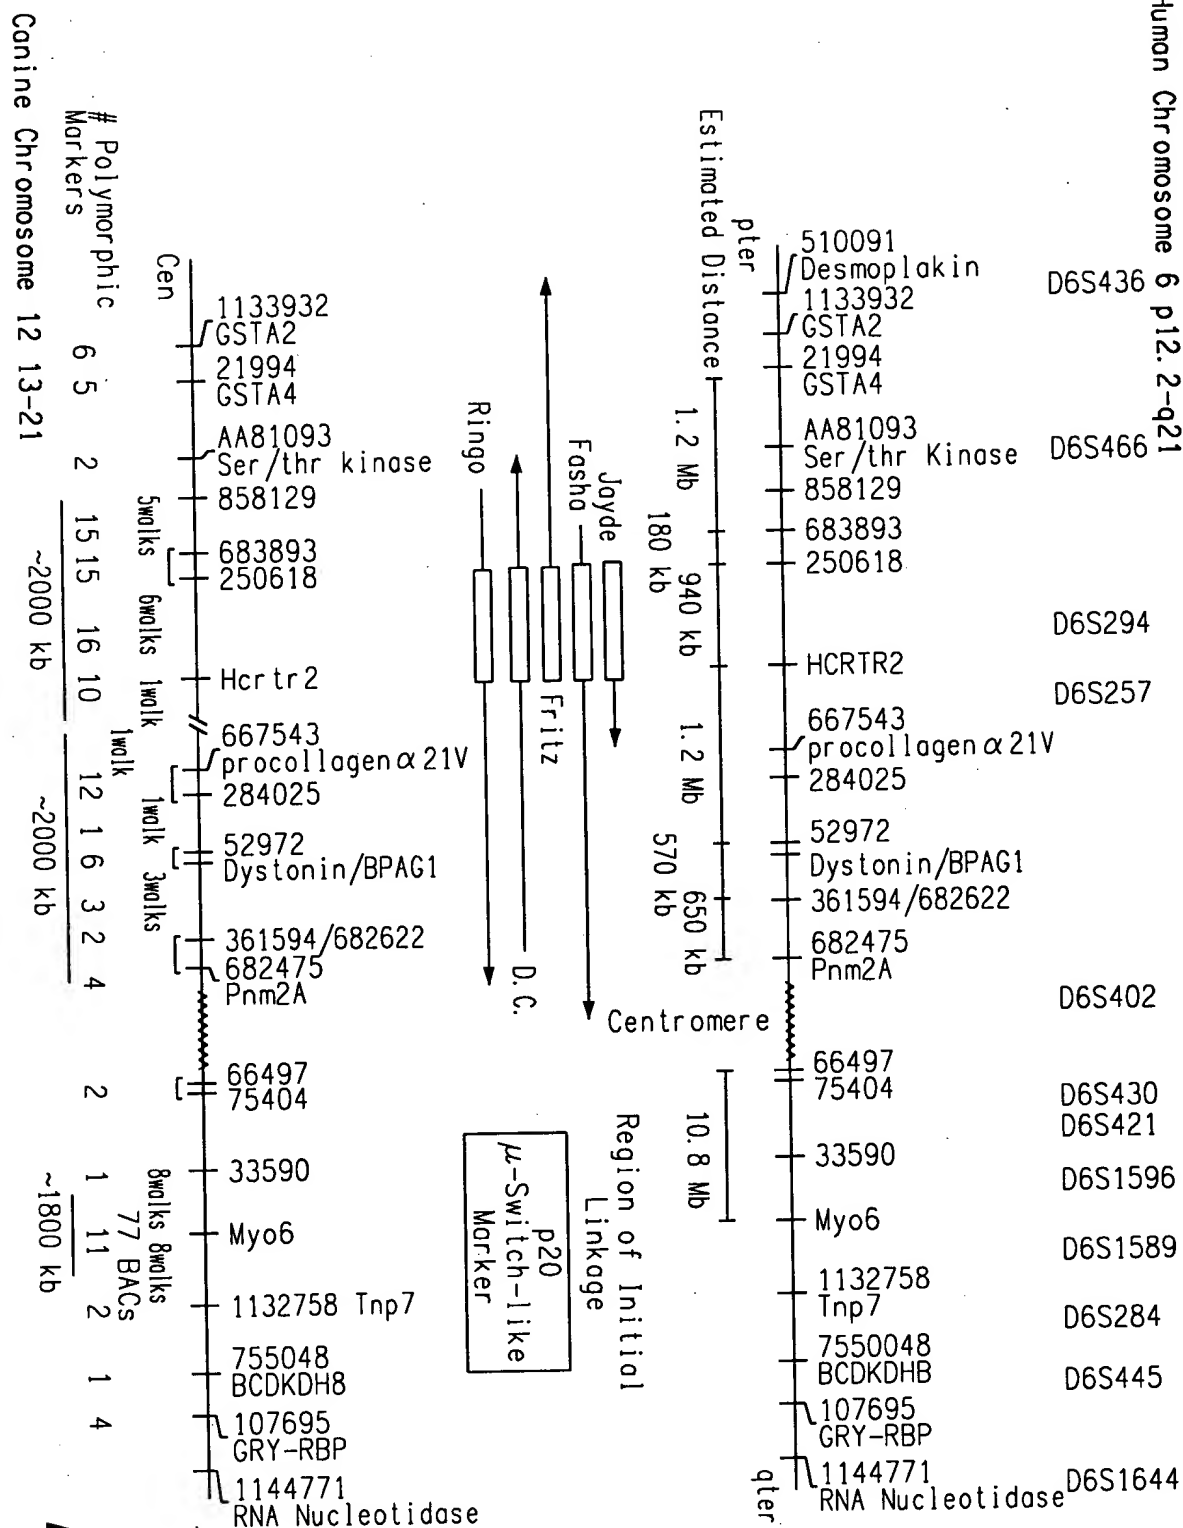 Human Chromosome 6 p12.2-q21
D6S436
D6S466
D6S294
D6S257
D6S402
D6S430
D6S421
D6S1596
D6S1589
D6S284
D6S445
D6S1644
pter
510091
Desmoplakin
1133932
GSTA2
21994
GSTA4
AA81093
Ser/thr Kinase
858129
683893
250618
HCRTR2
667543
procollagen α 21V
284025
52972
Dystonin/BPAG1
361594/682622
682475
Pnm2A
Centromere
66497
75404
33590
Myo6
1132758
Tnp7
7550048
BCDKDHB
107695
GRY-RBP
1144771
RNA Nucleotidase
qter
Estimated Distance
1.2 Mb
180 kb
940 kb
1.2 Mb
570 kb
650 kb
10.8 Mb
Region of Initial
Linkage
Jayde
Fasha
Fritz
D.C.
Ringo
p20
μ-Switch-like
Marker
Cen
1133932
GSTA2
21994
GSTA4
AA81093
Ser/thr kinase
858129
683893
250618
Hcrtr2
667543
procollagen α 21V
284025
52972
Dystonin/BPAG1
361594/682622
682475
Pnm2A
66497
75404
33590
Myo6
1132758 Tnp7
755048
BCDKDH8
107695
GRY-RBP
1144771
RNA Nucleotidase
5walks 6walks 1walk
1walk 1walk 3walks
8walks 8walks
77 BACs
# Polymorphic
Markers
6 5 2 15 15 16 10 12 1 6 3 2 4 2 1 11 2 1 4
~2000 kb ~2000 kb ~1800 kb
Canine Chromosome 12 13-21